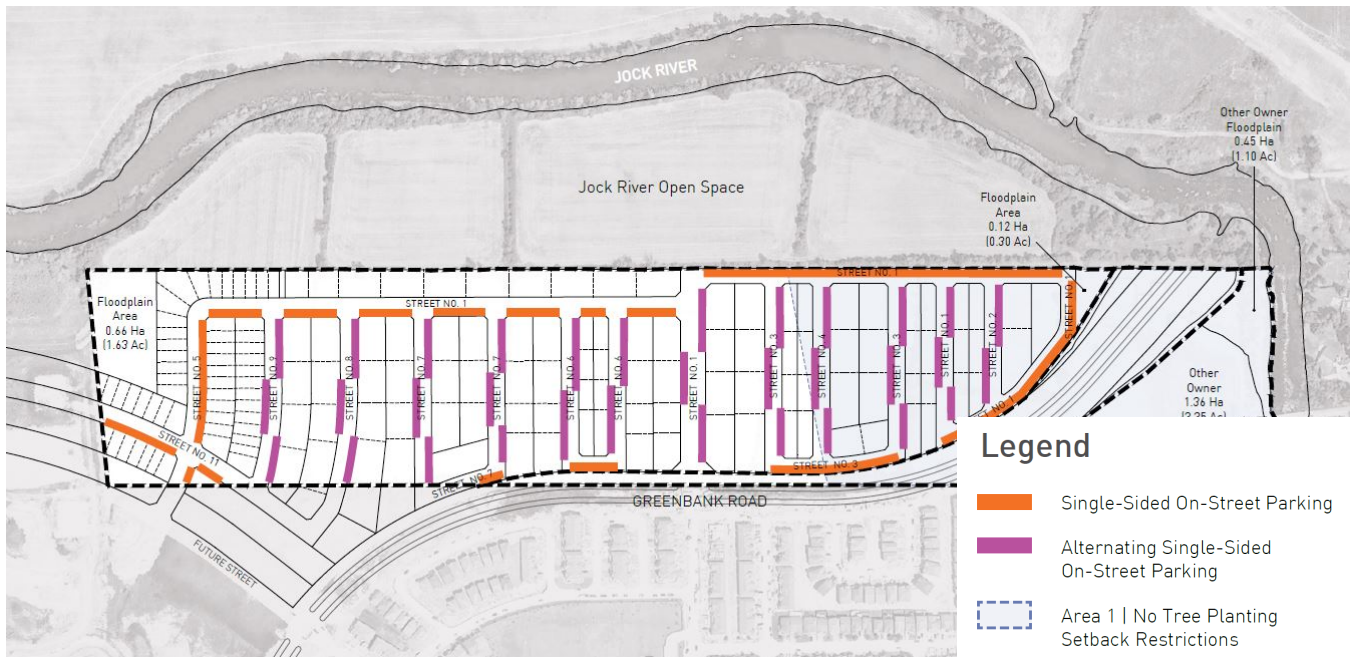 JOCK RIVER
Other Owner
Floodplain
0.45 Ha
(1.10 Ac)
Jock River Open Space
Floodplain
Area
0.12 Ha
(0.30 Ac)
Floodplain
Area
0.66 Ha
(1.63 Ac)
STREET NO. 1
STREET NO. 1
STREET NO. 1
STREET NO. 5
STREET NO. 9
STREET NO. 8
STREET NO. 7
STREET NO. 7
STREET NO. 6
STREET NO. 6
STREET NO. 1
STREET NO. 3
STREET NO. 4
STREET NO. 3
STREET NO. 1
STREET NO. 2
Other
Owner
1.36 Ha
NO. 1
STREET NO. 11
STREET NO. 7
STREET NO. 3
GREENBANK ROAD
FUTURE STREET
Legend
Single-Sided On-Street Parking
Alternating Single-Sided
On-Street Parking
Area 1 | No Tree Planting
Setback Restrictions